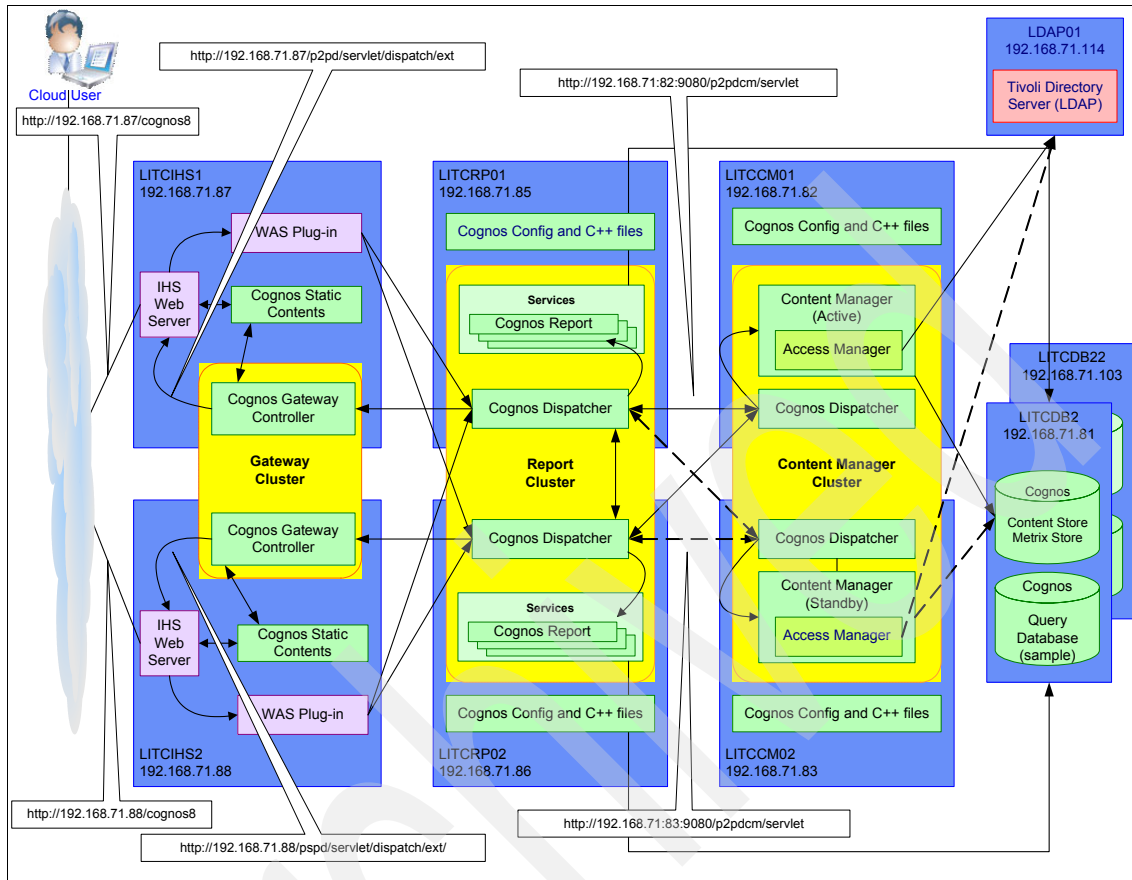 http://192.168.71.87/p2pd/servlet/dispatch/ext
http://192.168.71:82:9080/p2pdcm/servlet
Cloud User
http://192.168.71.87/cognos8
LDAP01
192.168.71.114
Tivoli Directory
Server (LDAP)
LITCIHS1
192.168.71.87
WAS Plug-in
IHS
Web
Server
Cognos Static
Contents
Cognos Gateway
Controller
Gateway
Cluster
Cognos Gateway
Controller
IHS
Web
Server
Cognos Static
Contents
WAS Plug-in
LITCIHS2
192.168.71.88
LITCRP01
192.168.71.85
Cognos Config and C++ files
Services
Cognos Report
Cognos Dispatcher
Report
Cluster
Cognos Dispatcher
Services
Cognos Report
Cognos Config and C++ files
LITCRP02
192.168.71.86
LITCCM01
192.168.71.82
Cognos Config and C++ files
Content Manager
(Active)
Access Manager
Cognos Dispatcher
Content Manager
Cluster
Cognos Dispatcher
Content Manager
(Standby)
Access Manager
Cognos Config and C++ files
LITCCM02
192.168.71.83
LITCDB22
192.168.71.103
LITCDB2
192.168.71.81
Cognos
Content Store
Metrix Store
Cognos
Query
Database
(sample)
http://192.168.71.88/cognos8
http://192.168.71.88/pspd/servlet/dispatch/ext/
http://192.168.71:83:9080/p2pdcm/servlet